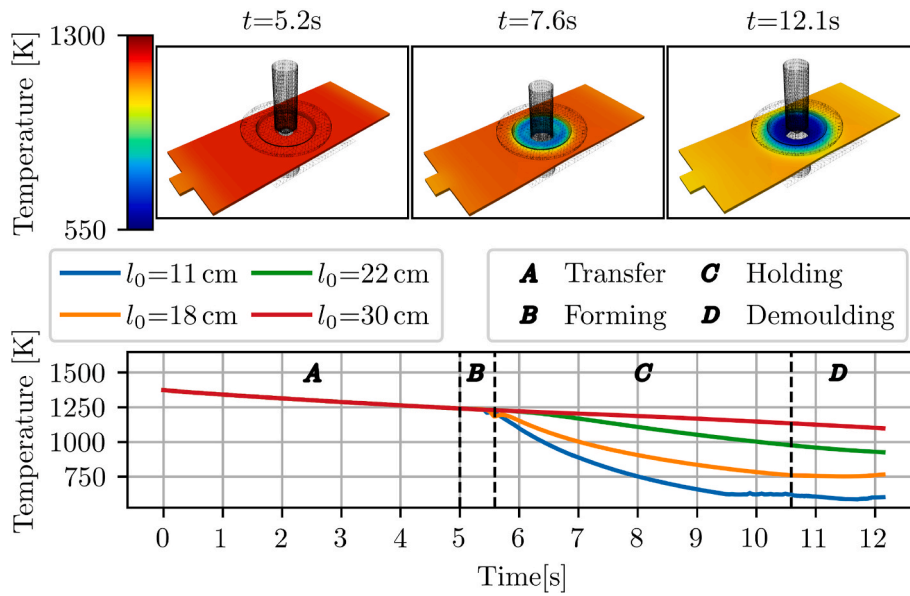 t=5.2s t=7.6s t=12.1s
Temperature [K]
1300
550
l₀=11 cm l₀=22 cm
l₀=18 cm l₀=30 cm
A Transfer C Holding
B Forming D Demoulding
Temperature [K]
1500
1250
1000
750
A B C D
0 1 2 3 4 5 6 7 8 9 10 11 12
Time[s]